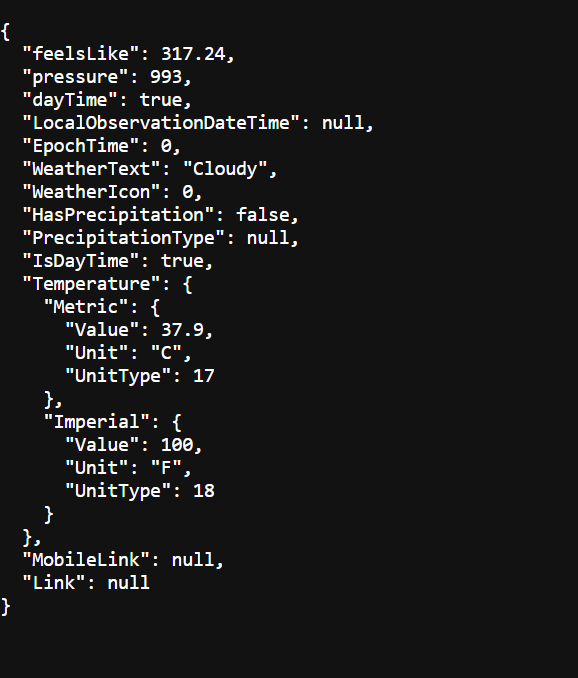 {
  "feelsLike": 317.24,
  "pressure": 993,
  "dayTime": true,
  "LocalObservationDateTime": null,
  "EpochTime": 0,
  "WeatherText": "Cloudy",
  "WeatherIcon": 0,
  "HasPrecipitation": false,
  "PrecipitationType": null,
  "IsDayTime": true,
  "Temperature": {
    "Metric": {
      "Value": 37.9,
      "Unit": "C",
      "UnitType": 17
    },
    "Imperial": {
      "Value": 100,
      "Unit": "F",
      "UnitType": 18
    }
  },
  "MobileLink": null,
  "Link": null
}